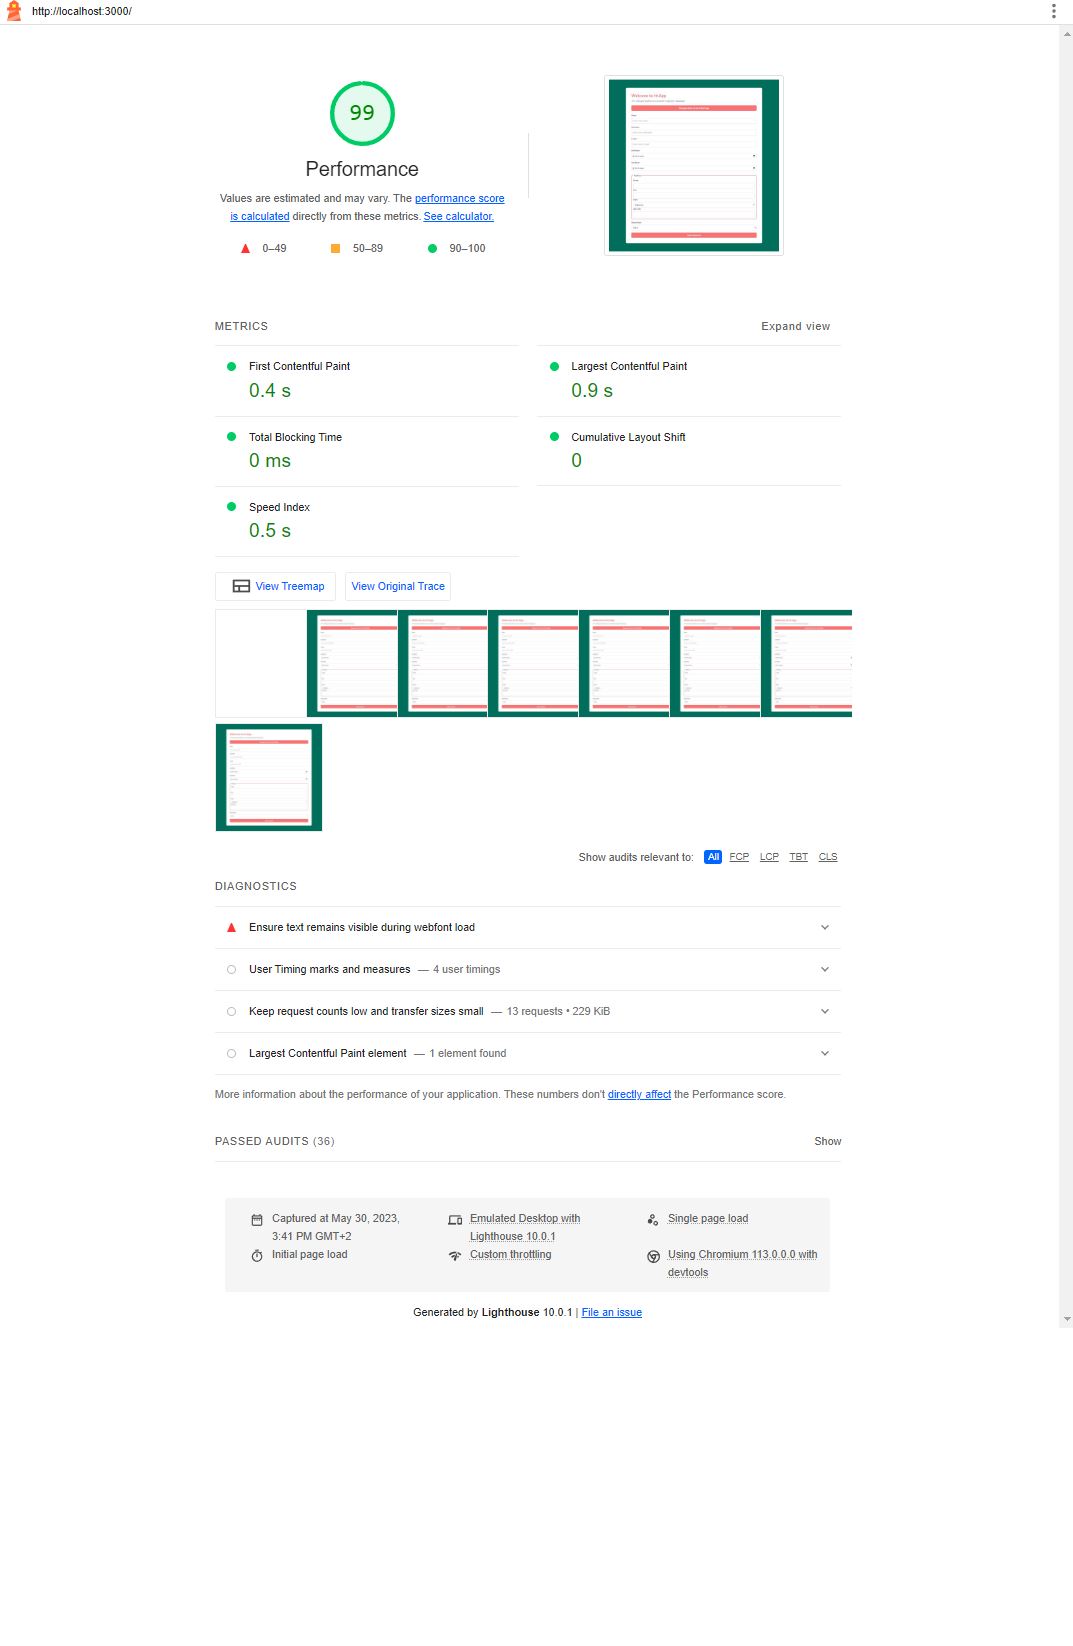 http://localhost:3000/
99
Performance
Values are estimated and may vary. The performance score
is calculated directly from these metrics. See calculator.
0–49
50–89
90–100
METRICS
Expand view
First Contentful Paint
0.4 s
Largest Contentful Paint
0.9 s
Total Blocking Time
0 ms
Cumulative Layout Shift
0
Speed Index
0.5 s
View Treemap
View Original Trace
Show audits relevant to: All FCP LCP TBT CLS
DIAGNOSTICS
Ensure text remains visible during webfont load
User Timing marks and measures — 4 user timings
Keep request counts low and transfer sizes small — 13 requests • 229 KiB
Largest Contentful Paint element — 1 element found
More information about the performance of your application. These numbers don't directly affect the Performance score.
PASSED AUDITS (36)
Show
Captured at May 30, 2023,
3:41 PM GMT+2
Emulated Desktop with
Lighthouse 10.0.1
Single page load
Initial page load
Custom throttling
Using Chromium 113.0.0.0 with
devtools
Generated by Lighthouse 10.0.1 | File an issue